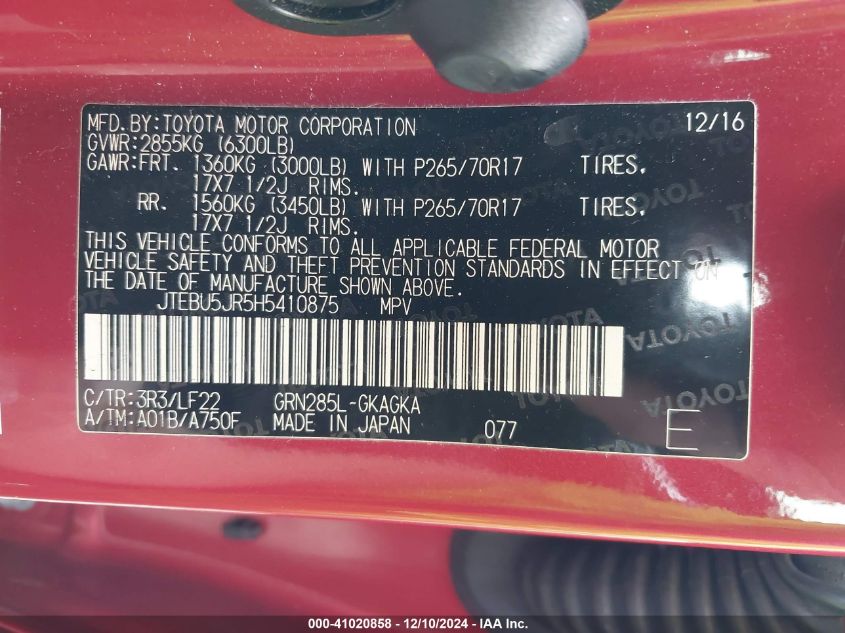 MFD.BY:TOYOTA MOTOR CORPORATION 12/16
GVWR:2855KG (6300LB)
GAWR:FRT. 1360KG (3000LB) WITH P265/70R17 TIRES.
17X7 1/2J RIMS.
RR. 1560KG (3450LB) WITH P265/70R17 TIRES.
17X7 1/2J RIMS.
THIS VEHICLE CONFORMS TO ALL APPLICABLE FEDERAL MOTOR
VEHICLE SAFETY AND THEFT PREVENTION STANDARDS IN EFFECT ON
THE DATE OF MANUFACTURE SHOWN ABOVE.
JTEBU5JR5H5410875 MPV
C/TR:3R3/LF22 GRN285L-GKAGKA
A/TM:A01B/A750F MADE IN JAPAN 077 E
000-41020858 - 12/10/2024 - IAA Inc.